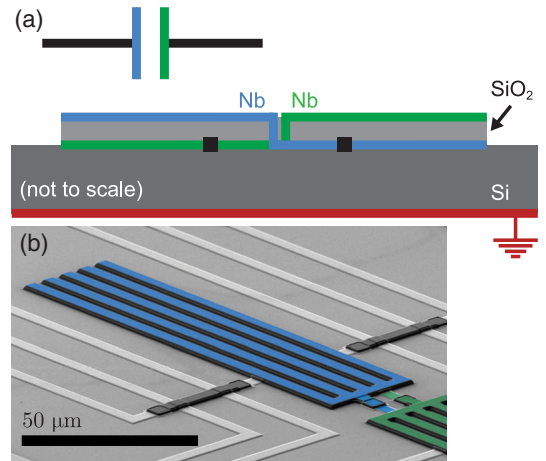 (a)
Nb Nb
SiO₂
(not to scale)
Si
(b)
50 µm